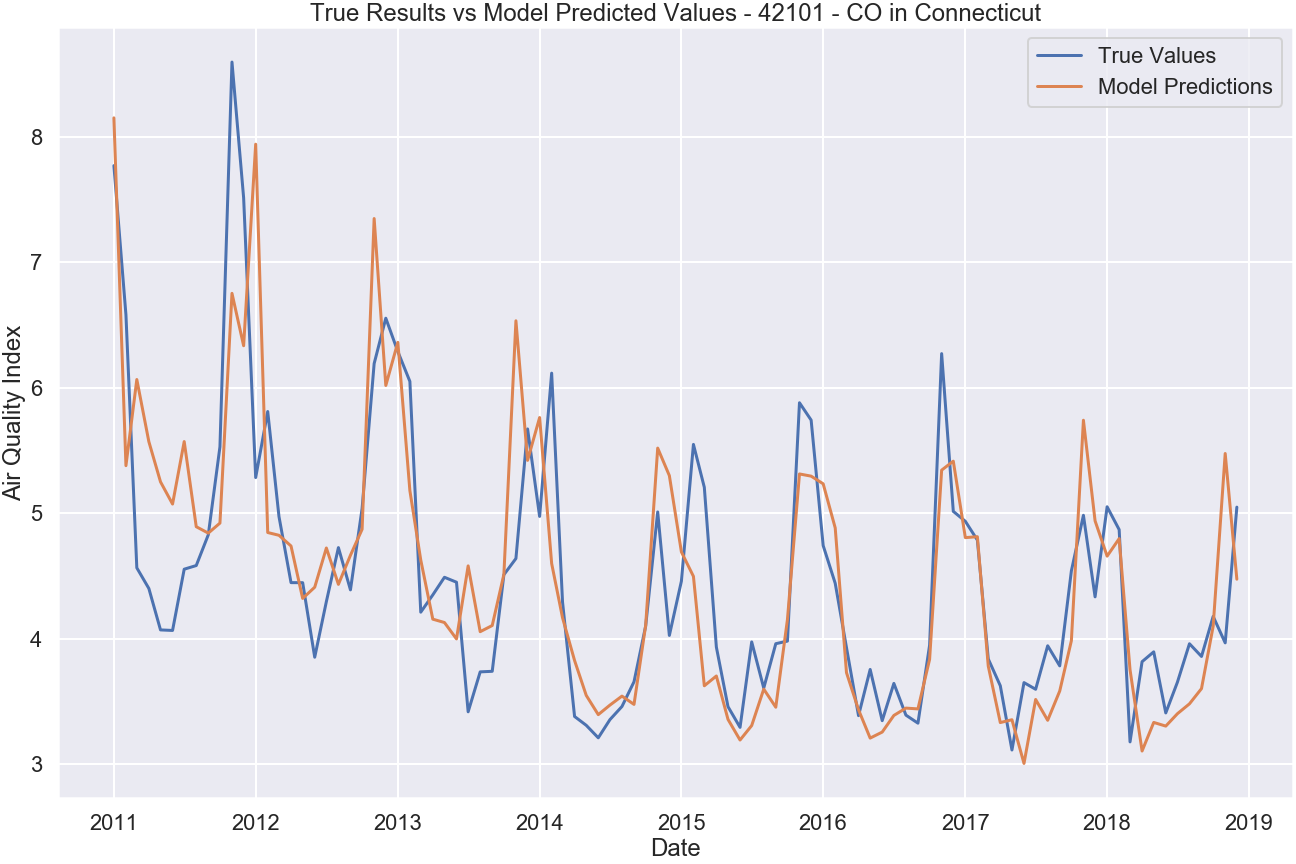 True Results vs Model Predicted Values - 42101 - CO in Connecticut
True Values
Model Predictions
Air Quality Index
8
7
6
5
4
3
2011 2012 2013 2014 2015 2016 2017 2018 2019
Date